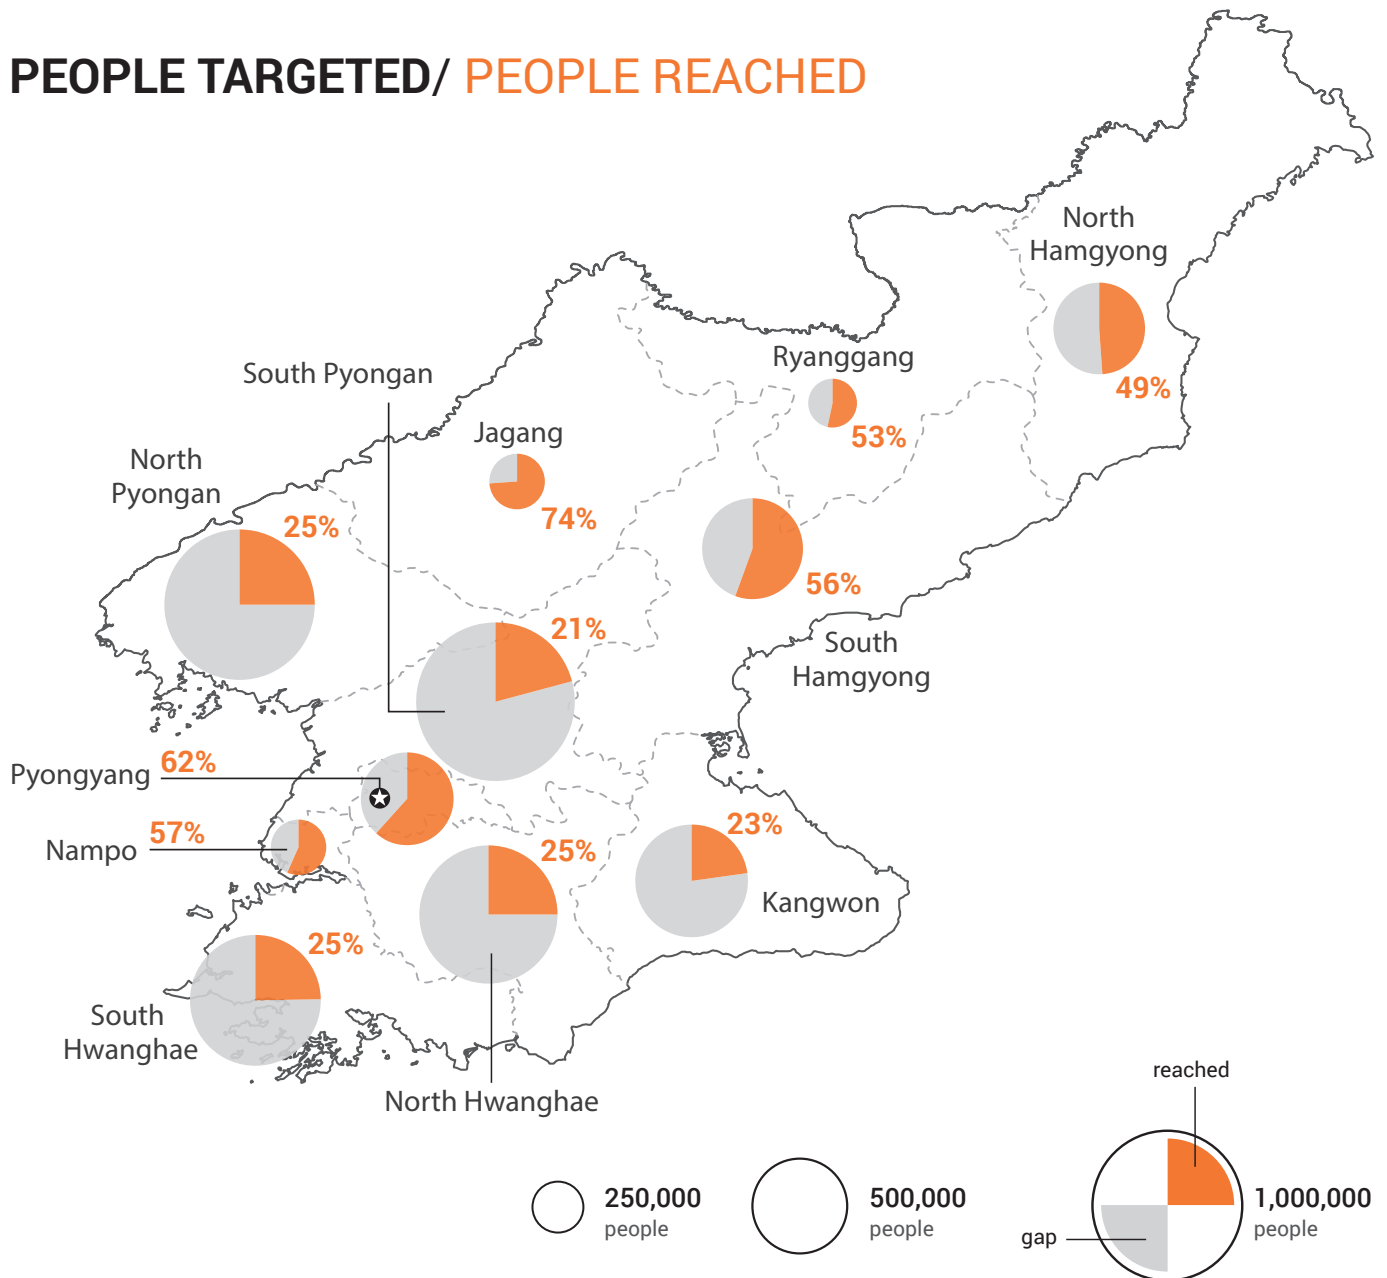 PEOPLE TARGETED/ PEOPLE REACHED
North
Hamgyong
49%
Ryanggang
53%
South Pyongan
Jagang
74%
North
Pyongan
25%
56%
South
Hamgyong
21%
Pyongyang 62%
Nampo 57%
23%
Kangwon
25%
25%
South
Hwanghae
North Hwanghae
reached
gap
250,000
people
500,000
people
1,000,000
people